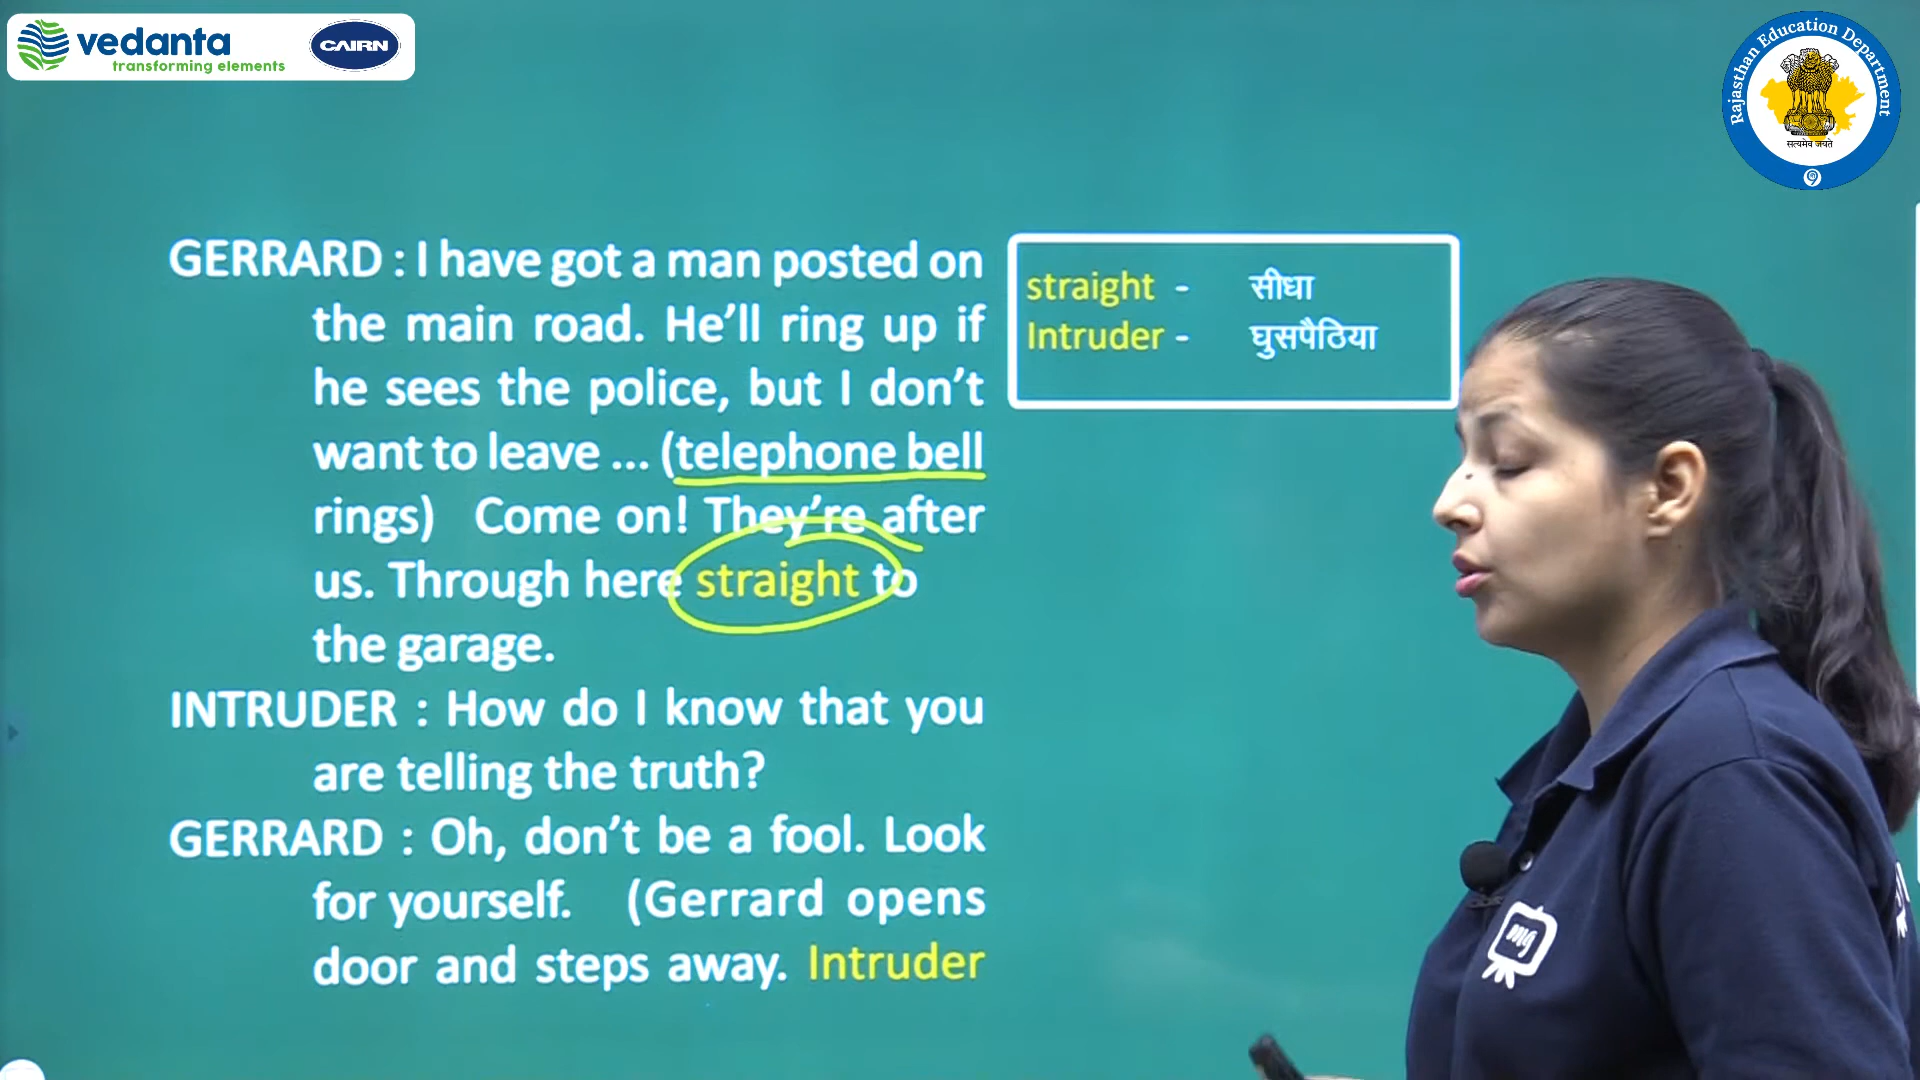 vedanta
transforming elements
CAIRN
Rajasthan Education Department
सत्यमेव जयते
GERRARD : I have got a man posted on
the main road. He’ll ring up if
he sees the police, but I don’t
want to leave ... (telephone bell
rings) Come on! They’re after
us. Through here straight to
the garage.
INTRUDER : How do I know that you
are telling the truth?
GERRARD : Oh, don’t be a fool. Look
for yourself. (Gerrard opens
door and steps away. Intruder
straight - सीधा
Intruder - घुसपैठिया
MG